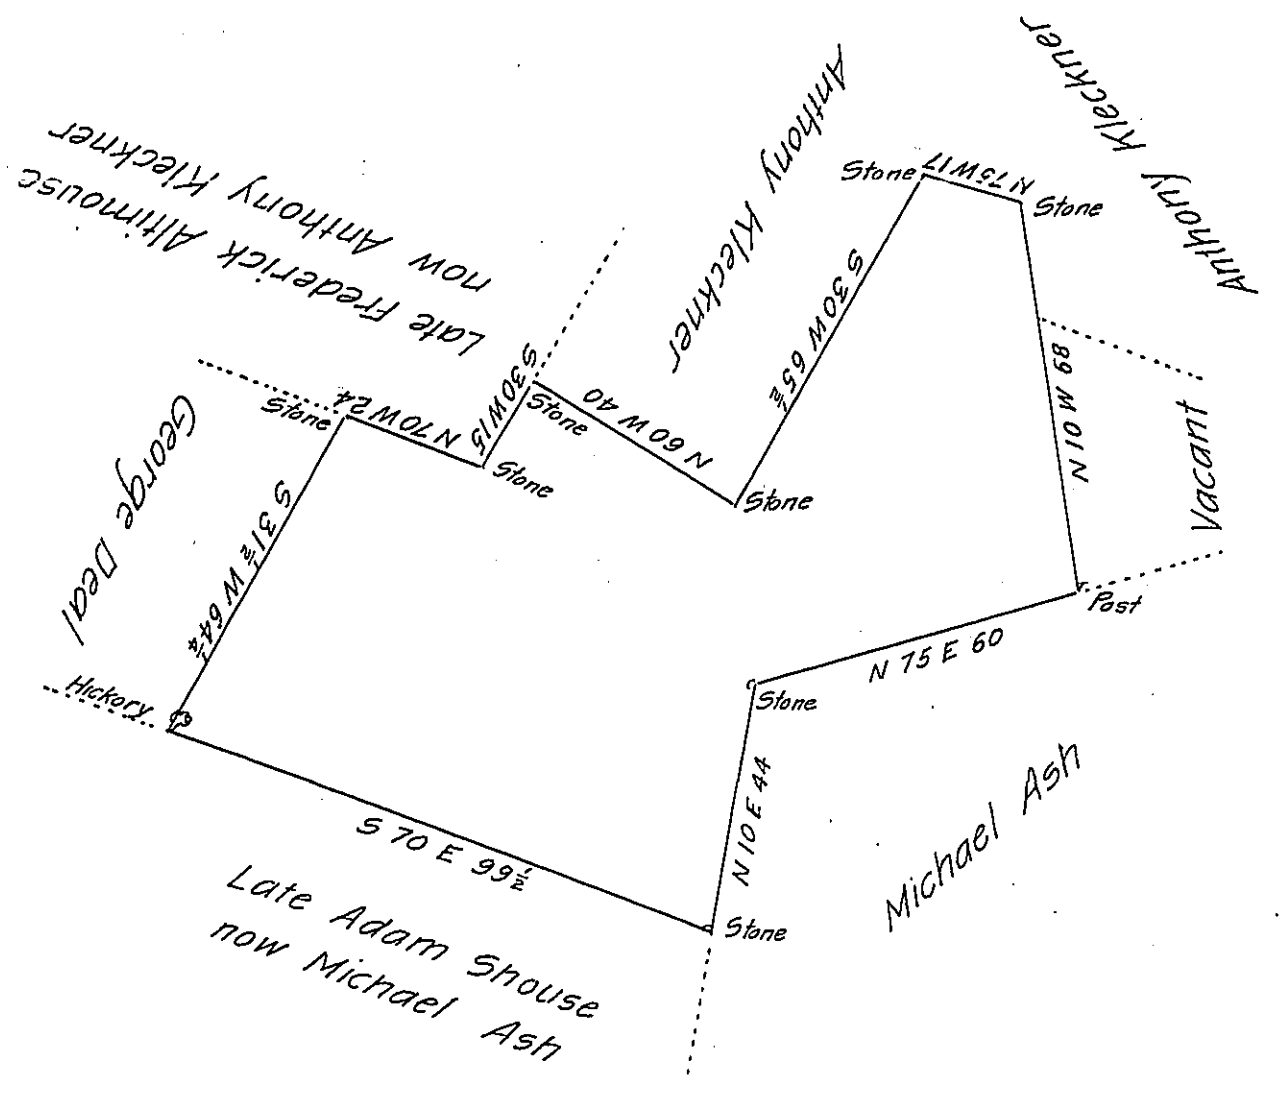 Anthony Kleckner
Anthony Kleckner
Late Frederick Altimouse
now Anthony Kleckner
Stone
N 75 W 17
Stone
S 30 W 65½
N 10 W 68
Vacant
S 30 W 15
Stone
N 60 W 40
Stone
N 70 W 24
Stone
Stone
George Deal
S 31½ W 64¼
Hickory
Post
N 75 E 60
Stone
N 10 E 44
Michael Ash
S 70 E 99½
Stone
Late Adam Shouse
now Michael Ash